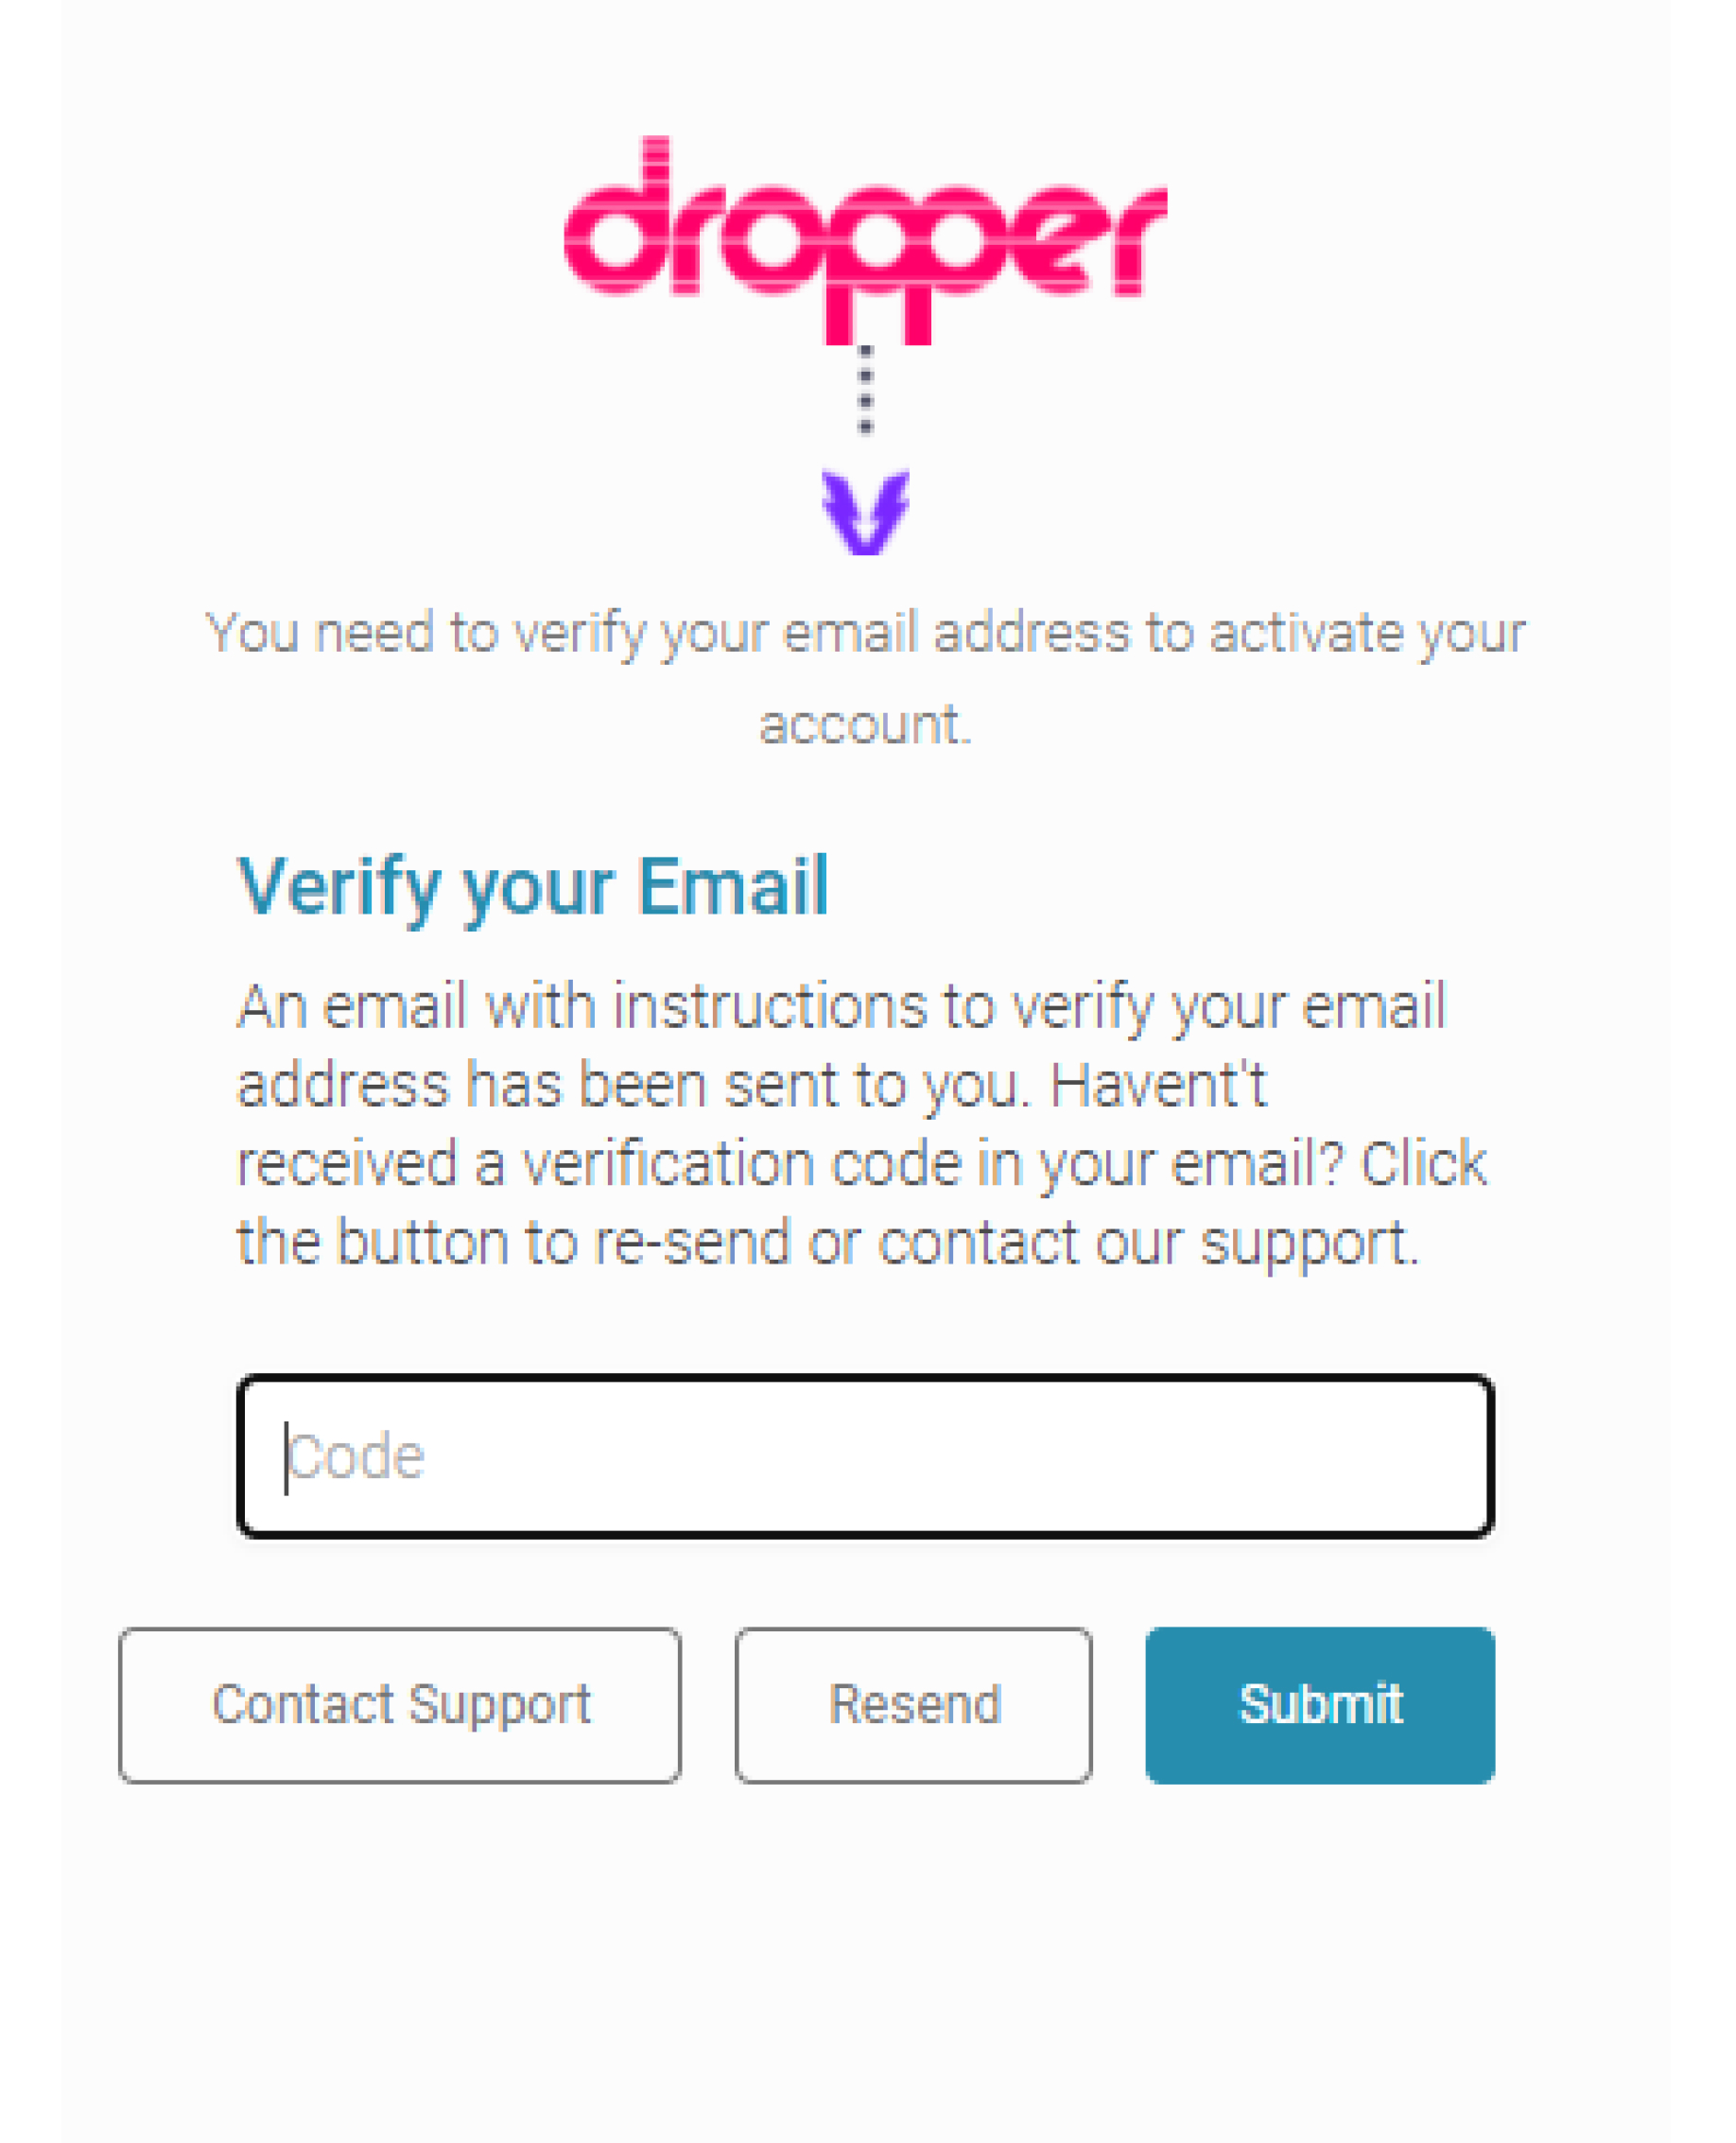 dropper
You need to verify your email address to activate your
account.
Verify your Email
An email with instructions to verify your email
address has been sent to you. Havent't
received a verification code in your email? Click
the button to re-send or contact our support.
Code
Contact Support
Resend
Submit